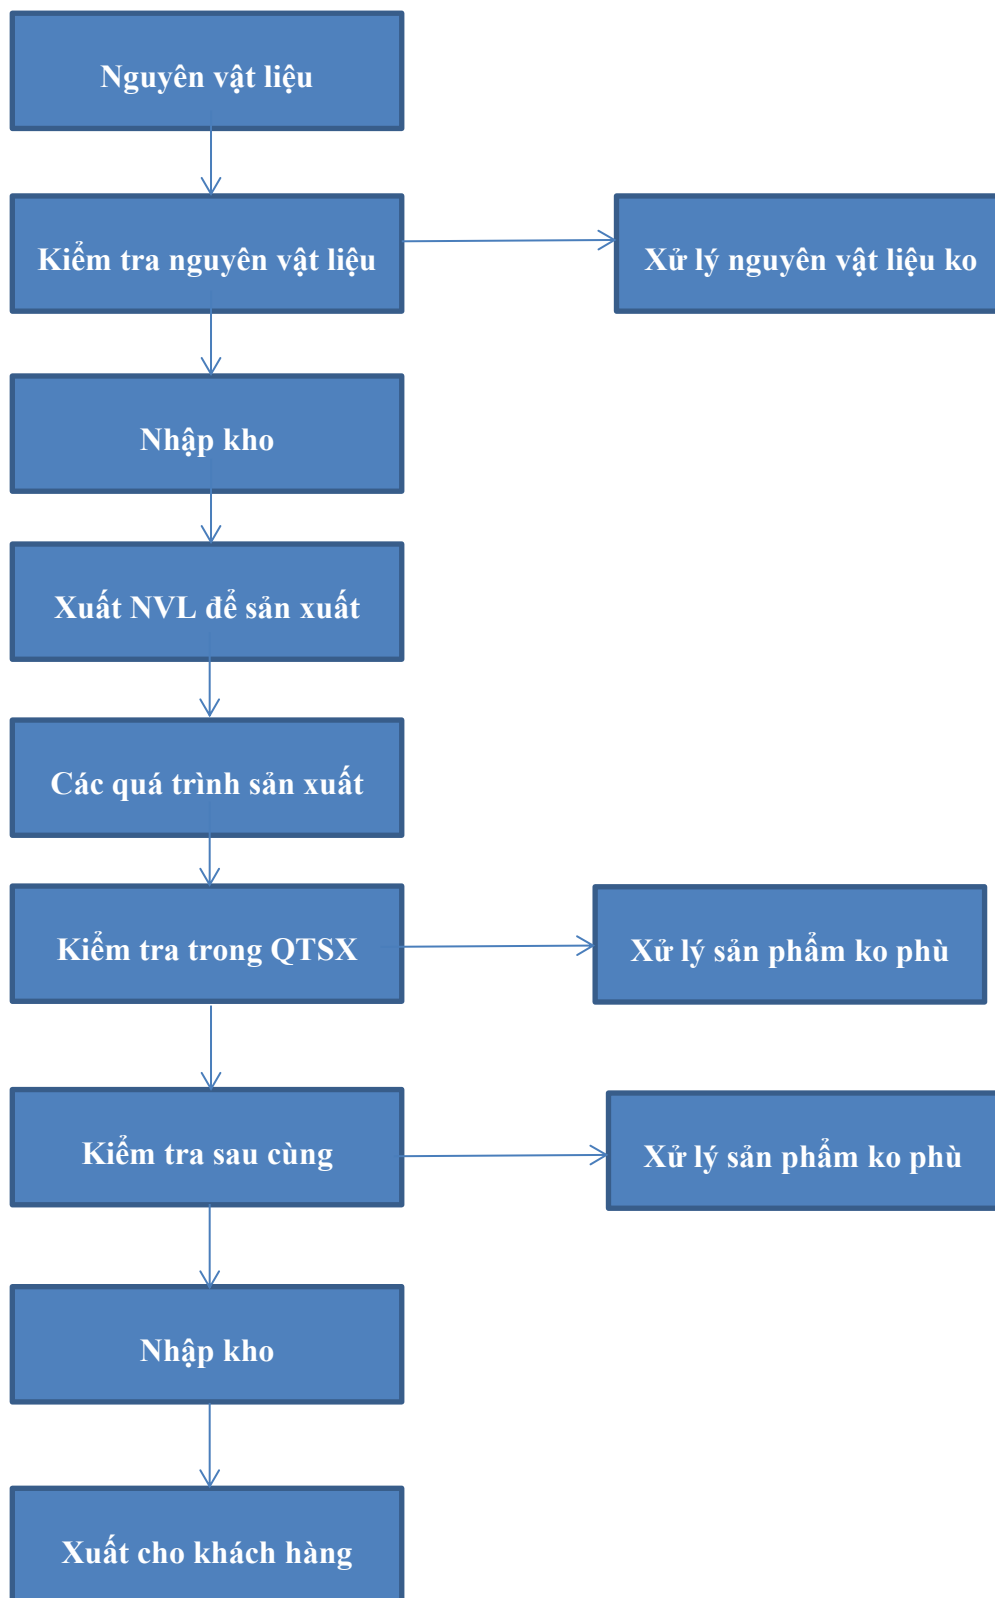 Nguyên vật liệu
Kiểm tra nguyên vật liệu
Xử lý nguyên vật liệu ko
Nhập kho
Xuất NVL để sản xuất
Các quá trình sản xuất
Kiểm tra trong QTSX
Xử lý sản phẩm ko phù
Kiểm tra sau cùng
Xử lý sản phẩm ko phù
Nhập kho
Xuất cho khách hàng